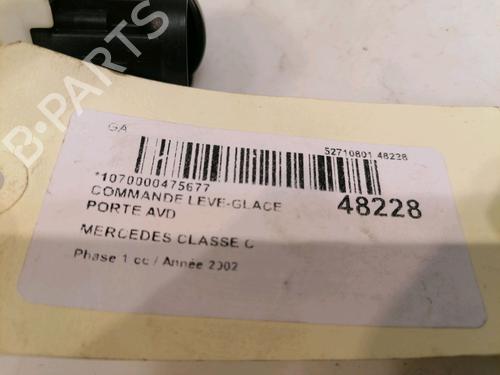 B-PARTS
GA
52710801 48228
*1070000475677
COMMANDE LEVE-GLACE
PORTE AVD
48228
MERCEDES CLASSE C
Phase 1 cc / Année 2002